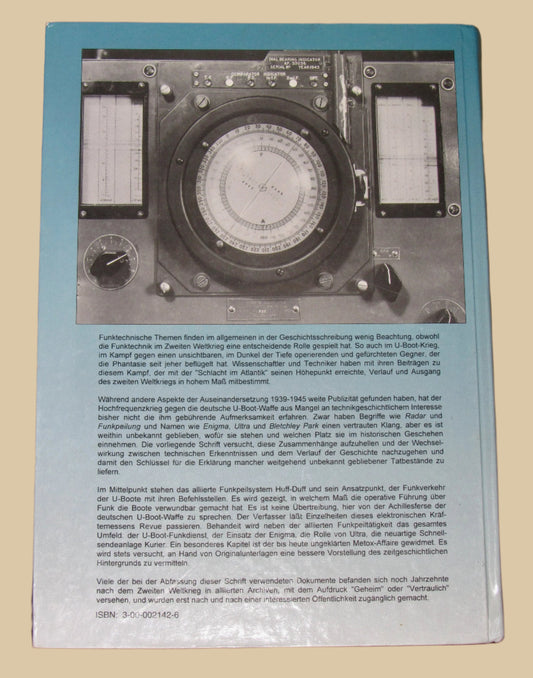 DIAL BEARING INDICATOR
COMPARATOR INDICATOR
Funktechnische Themen finden im allgemeinen in der Geschichtsschreibung wenig Beachtung, obwohl
die Funktechnik im Zweiten Weltkrieg eine entscheidende Rolle gespielt hat. So auch im U-Boot-Krieg,
im Kampf gegen einen unsichtbaren, im Dunkel der Tiefe operierenden und gefürchteten Gegner, der
die Phantasie seit jeher beflügelt hat. Wissenschaftler und Techniker haben mit ihren Beiträgen zu
diesem Kampf, der mit der "Schlacht im Atlantik" seinen Höhepunkt erreichte, Verlauf und Ausgang
des zweiten Weltkriegs in hohem Maß mitbestimmt.
Während andere Aspekte der Auseinandersetzung 1939-1945 weite Publizität gefunden haben, hat der
Hochfrequenzkrieg gegen die deutsche U-Boot-Waffe aus Mangel an technikgeschichtlichem Interesse
bisher nicht die ihm gebührende Aufmerksamkeit erfahren. Zwar haben Begriffe wie Radar und
Funkpeilung und Namen wie Enigma, Ultra und Bletchley Park einen vertrauten Klang, aber es ist
weithin unbekannt geblieben, wofür sie stehen und welchen Platz sie im historischen Geschehen
einnehmen. Die vorliegende Schrift versucht, diese Zusammenhänge aufzuhellen und der Wechsel-
wirkung zwischen technischen Erkenntnissen und dem Verlauf der Geschichte nachzugehen und
damit den Schlüssel für die Erklärung mancher weitgehend unbekannt gebliebener Tatbestände zu
liefern.
Im Mittelpunkt stehen das alliierte Funkpeilsystem Huff-Duff und sein Ansatzpunkt, der Funkverkehr
der U-Boote mit ihren Befehlsstellen. Es wird gezeigt, in welchem Maß die operative Führung über
Funk die Boote verwundbar gemacht hat. Es ist keine Übertreibung, hier von der Achillesferse der
deutschen U-Boot-Waffe zu sprechen. Der Verfasser läßt Einzelheiten dieses elektronischen Kräf-
temessens Revue passieren. Behandelt wird neben der alliierten Funkpeiltätigkeit das gesamtes
Umfeld. der U-Boot-Funkdienst, der Einsatz der Enigma, die Rolle von Ultra, die neuartige Schnell-
sendeanlage Kurier. Ein besonderes Kapitel ist der bis heute ungeklärten Metox-Affaire gewidmet. Es
wird stets versucht, an Hand von Originalunterlagen eine bessere Vorstellung des zeitgeschichtlichen
Hintergrunds zu vermitteln.
Viele der bei der Abfassung dieser Schrift verwendeten Dokumente befanden sich noch Jahrzehnte
nach dem Zweiten Weltkrieg in alliierten Archiven, mit dem Aufdruck "Geheim" oder "Vertraulich"
versehen, und wurden erst nach und nach einer interessierten Öffentlichkeit zugänglich gemacht.
ISBN: 3-00-002142-6